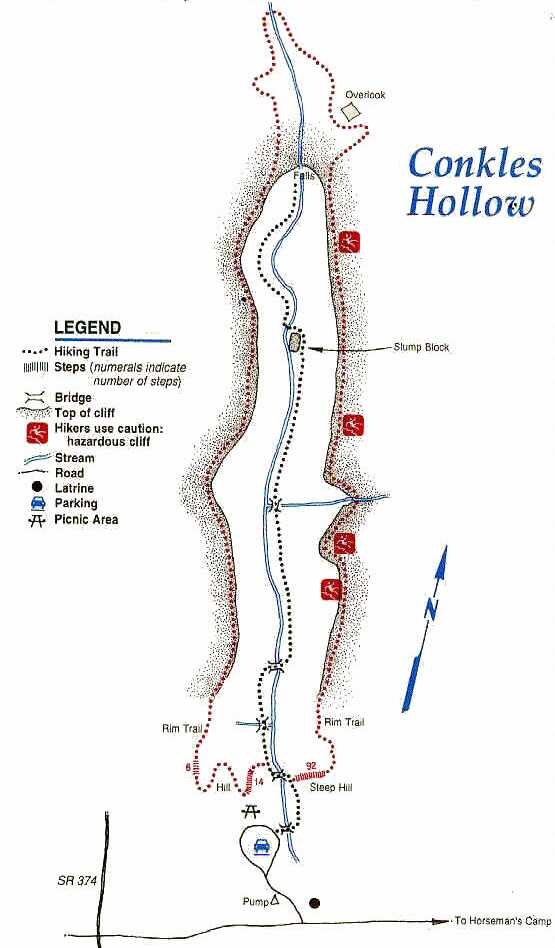 Overlook
Conkles
Hollow
Falls
Slump Block
LEGEND
Hiking Trail
Steps (numerals indicate
number of steps)
Bridge
Top of cliff
Hikers use caution:
hazardous cliff
Stream
Road
Latrine
Parking
Picnic Area
N
Rim Trail
Rim Trail
6
14
92
Hill
Steep Hill
SR 374
Pump
To Horseman's Camp